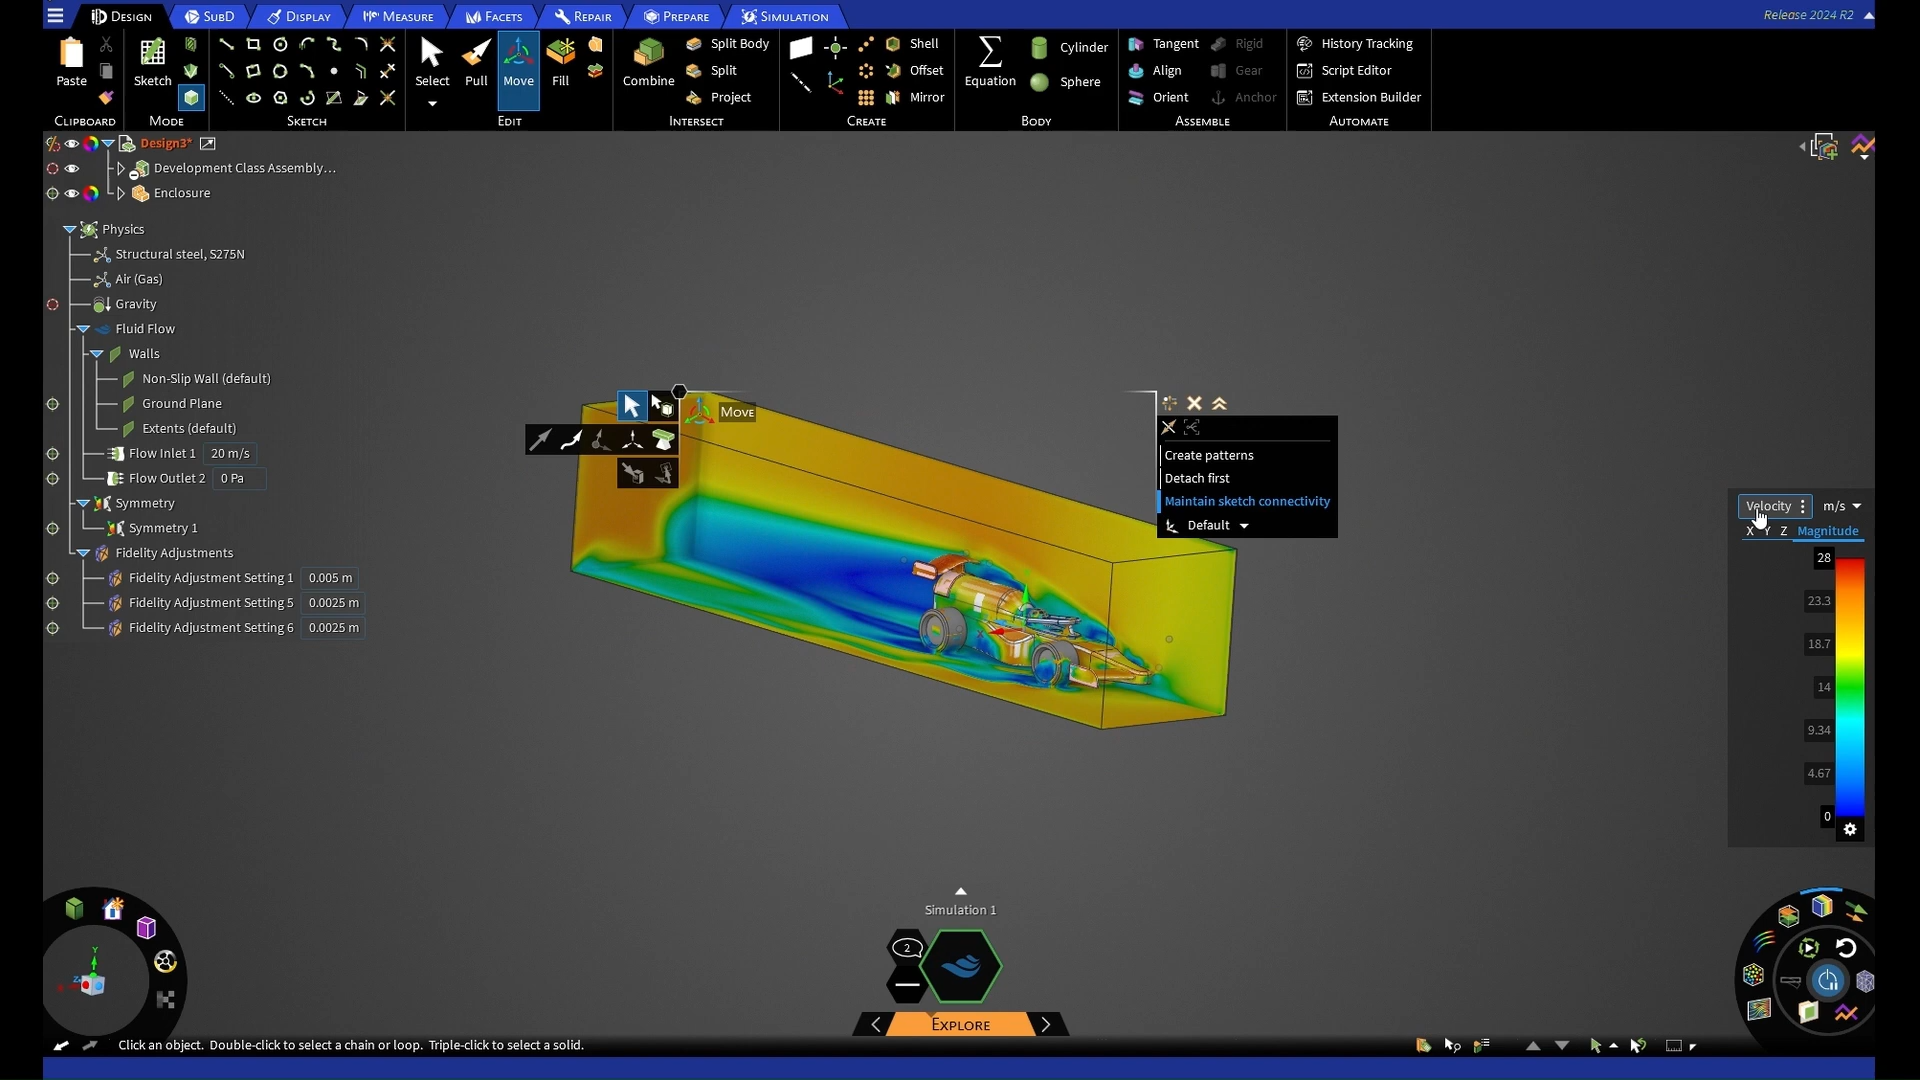 DESIGN
SUBD
DISPLAY
MEASURE
FACETS
REPAIR
PREPARE
SIMULATION
Release 2024 R2
Paste
Sketch
Select
Pull
Move
Fill
Combine
Split Body
Split
Project
Shell
Offset
Mirror
Equation
Cylinder
Sphere
Tangent
Align
Orient
Rigid
Gear
Anchor
History Tracking
Script Editor
Extension Builder
CLIPBOARD
MODE
SKETCH
EDIT
INTERSECT
CREATE
BODY
ASSEMBLE
AUTOMATE
Design3*
Development Class Assembly…
Enclosure
Physics
Structural steel, S275N
Air (Gas)
Gravity
Fluid Flow
Walls
Non-Slip Wall (default)
Ground Plane
Extents (default)
Flow Inlet 1 20 m/s
Flow Outlet 2 0 Pa
Symmetry
Symmetry 1
Fidelity Adjustments
Fidelity Adjustment Setting 1 0.005 m
Fidelity Adjustment Setting 5 0.0025 m
Fidelity Adjustment Setting 6 0.0025 m
MOVE
Create patterns
Detach first
Maintain sketch connectivity
Default
Velocity m/s
X Y Z Magnitude
28
23.3
18.7
14
9.34
4.67
0
Simulation 1
2
EXPLORE
Y
Click an object. Double-click to select a chain or loop. Triple-click to select a solid.